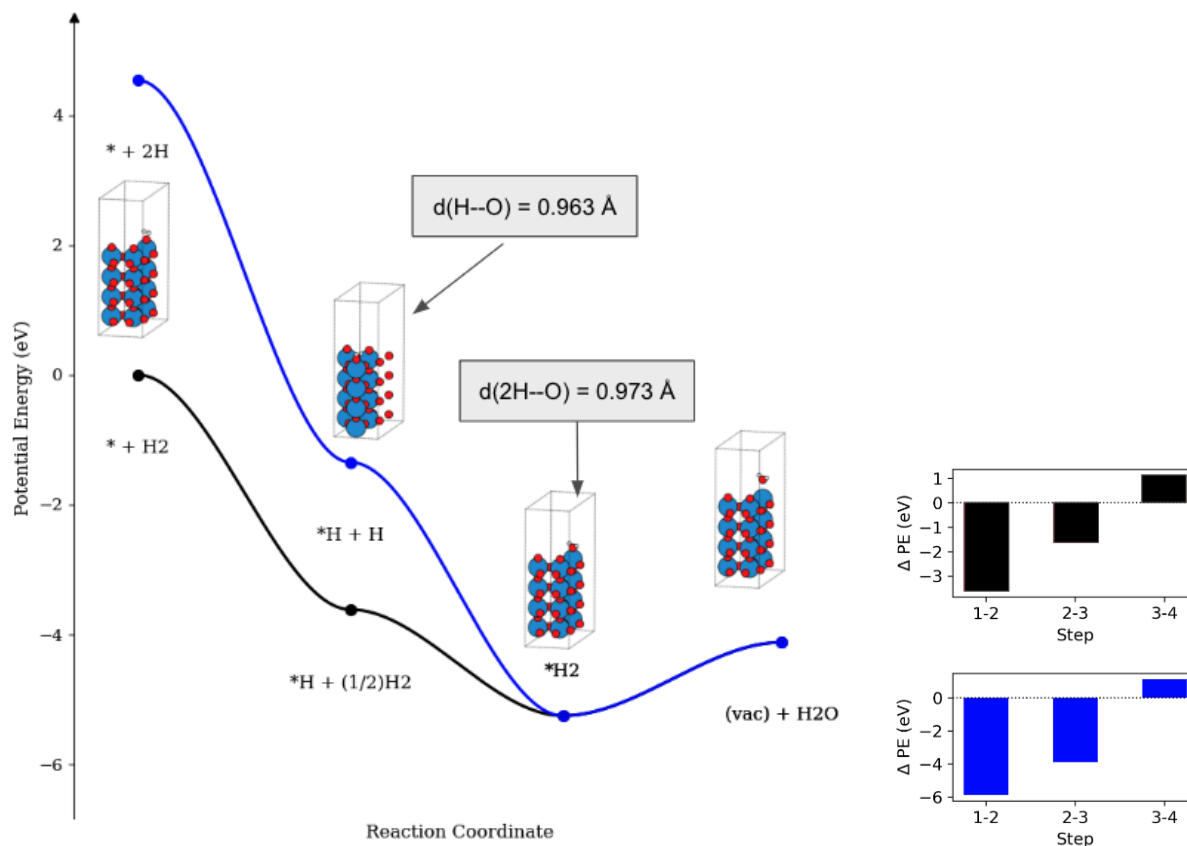 4
2
0
−2
−4
−6
Potential Energy (eV)
Reaction Coordinate
* + 2H
d(H--O) = 0.963 Å
d(2H--O) = 0.973 Å
* + H2
*H + H
*H + (1/2)H2
*H2
(vac) + H2O
1
0
−1
−2
−3
Δ PE (eV)
1-2 2-3 3-4
Step
0
−2
−4
−6
Δ PE (eV)
1-2 2-3 3-4
Step